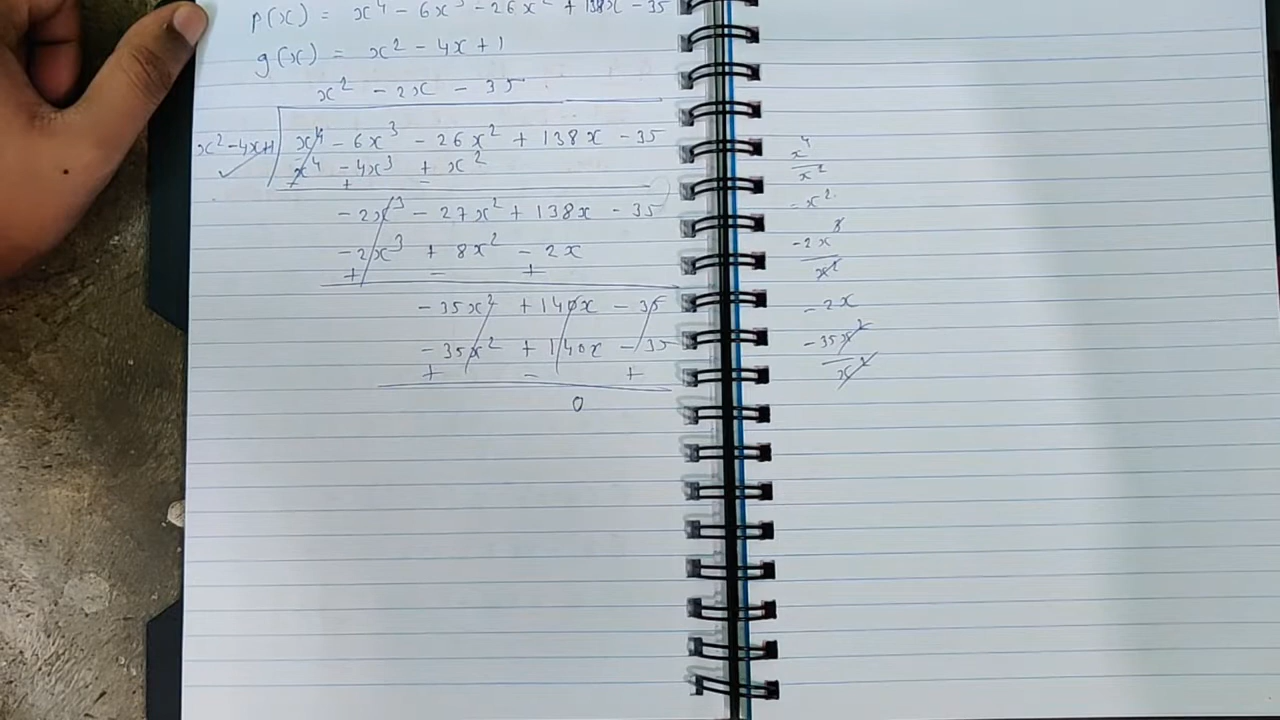 p(x) = x⁴ - 6x³ - 26x² + 138x - 35
g(x) = x² - 4x + 1
x² - 2x - 35
x² - 4x + 1 x⁴ - 6x³ - 26x² + 138x - 35
x⁴ - 4x³ + x²
- + -
- 2x³ - 27x² + 138x - 35
- 2x³ + 8x² - 2x
+ - +
- 35x² + 140x - 35
- 35x² + 140x - 35
+ - +
0
x⁴
x²
- x²
- 2x³
x²
- 2x
- 35x²
x²